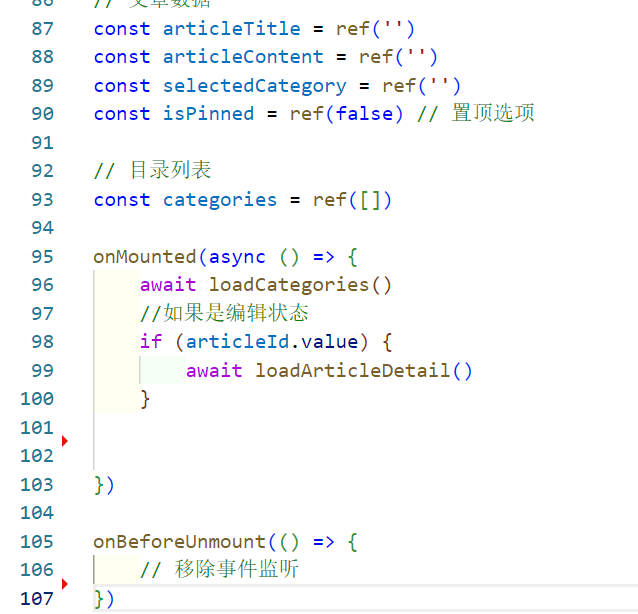 86 // 文章数据
87 const articleTitle = ref('')
88 const articleContent = ref('')
89 const selectedCategory = ref('')
90 const isPinned = ref(false) // 置顶选项
91
92 // 目录列表
93 const categories = ref([])
94
95 onMounted(async () => {
96 await loadCategories()
97 //如果是编辑状态
98 if (articleId.value) {
99 await loadArticleDetail()
100 }
101
102
103 })
104
105 onBeforeUnmount(() => {
106 // 移除事件监听
107 })